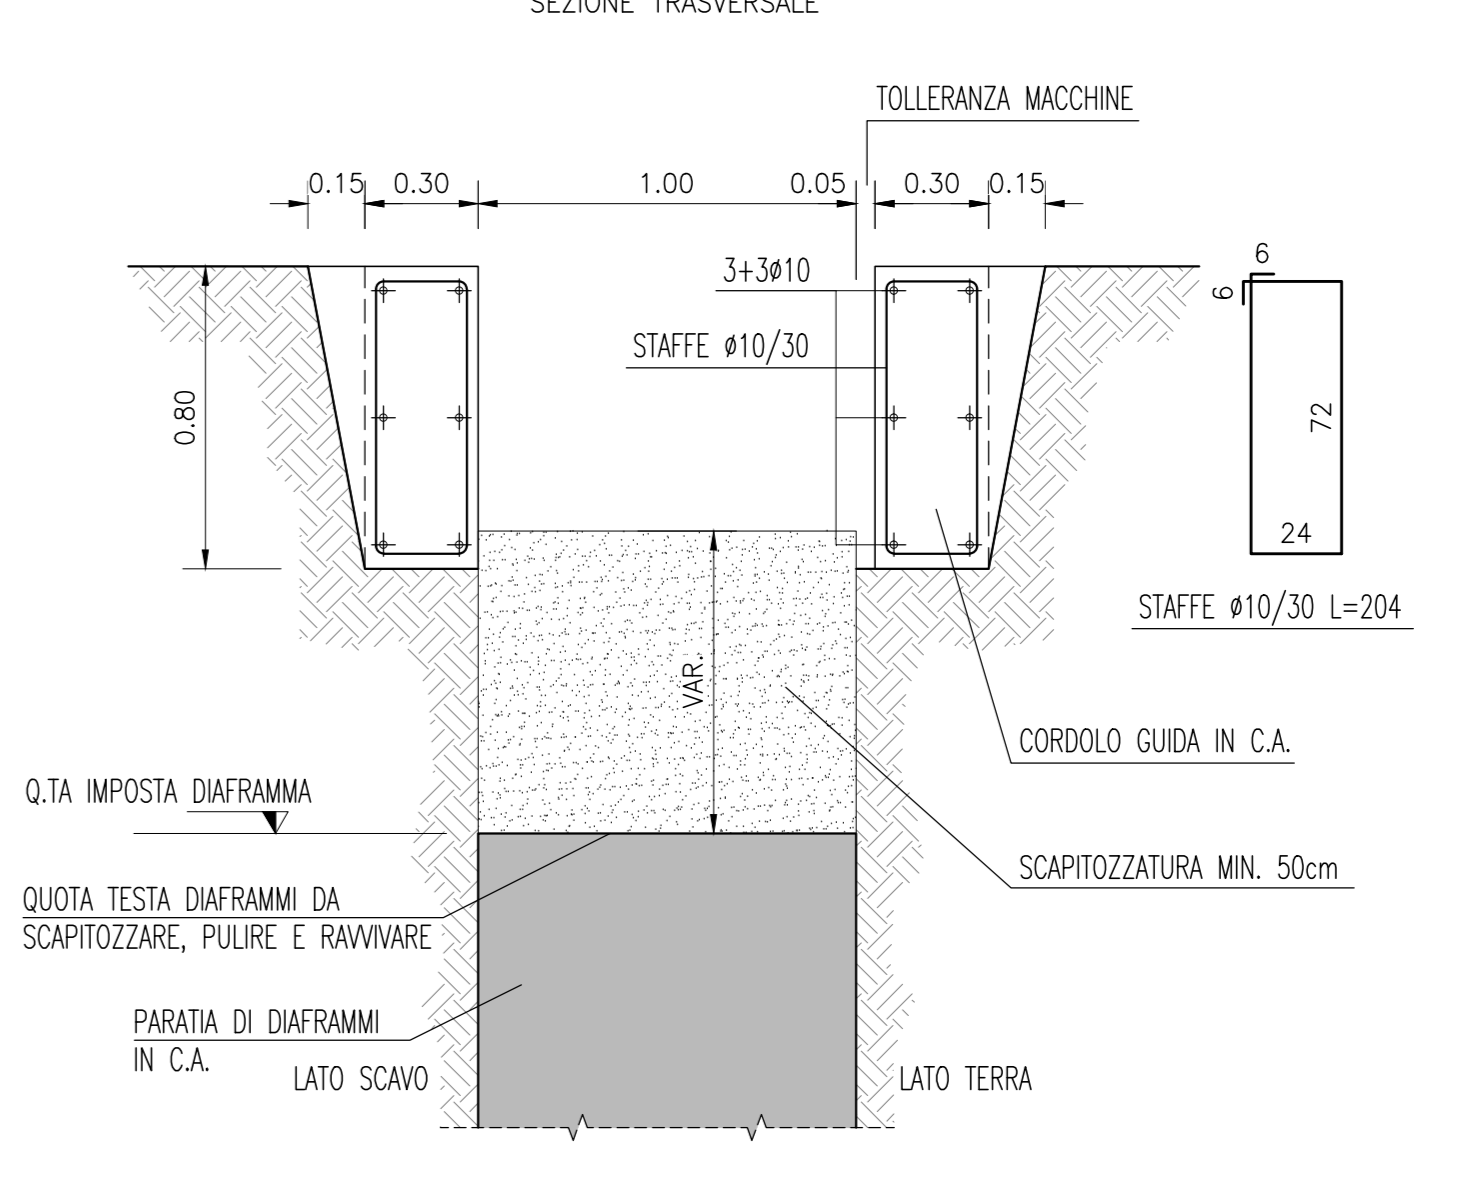 SEZIONE TRASVERSALE
TOLLERANZA MACCHINE
0.15 0.30 1.00 0.05 0.30 0.15
3+3ø10
STAFFE ø10/30
0.80
6
6
72
24
STAFFE ø10/30 L=204
VAR.
CORDOLO GUIDA IN C.A.
Q.TA IMPOSTA DIAFRAMMA
SCAPITOZZATURA MIN. 50cm
QUOTA TESTA DIAFRAMMI DA
SCAPITOZZARE, PULIRE E RAVVIVARE
PARATIA DI DIAFRAMMI
IN C.A.
LATO SCAVO
LATO TERRA